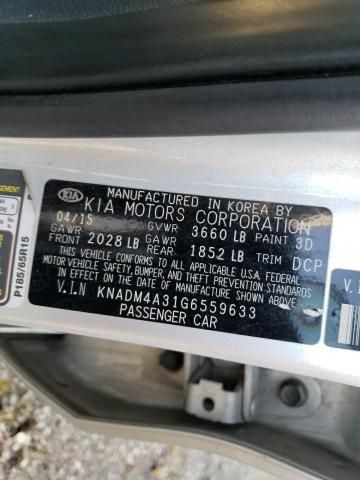 MANUFACTURED IN KOREA BY
KIA KIA MOTORS CORPORATION
04/15 GVWR 3660 LB PAINT 3D
GAWR GAWR
FRONT 2028 LB REAR 1852 LB TRIM DCP
THIS VEHICLE CONFORMS TO ALL APPLICABLE U.S.A. FEDERAL
MOTOR VEHICLE SAFETY, BUMPER, AND THEFT PREVENTION STANDARDS
IN EFFECT ON THE DATE OF MANUFACTURE SHOWN ABOVE.
V.I.N KNADM4A31G6559633
PASSENGER CAR
P185/65R15
V.I